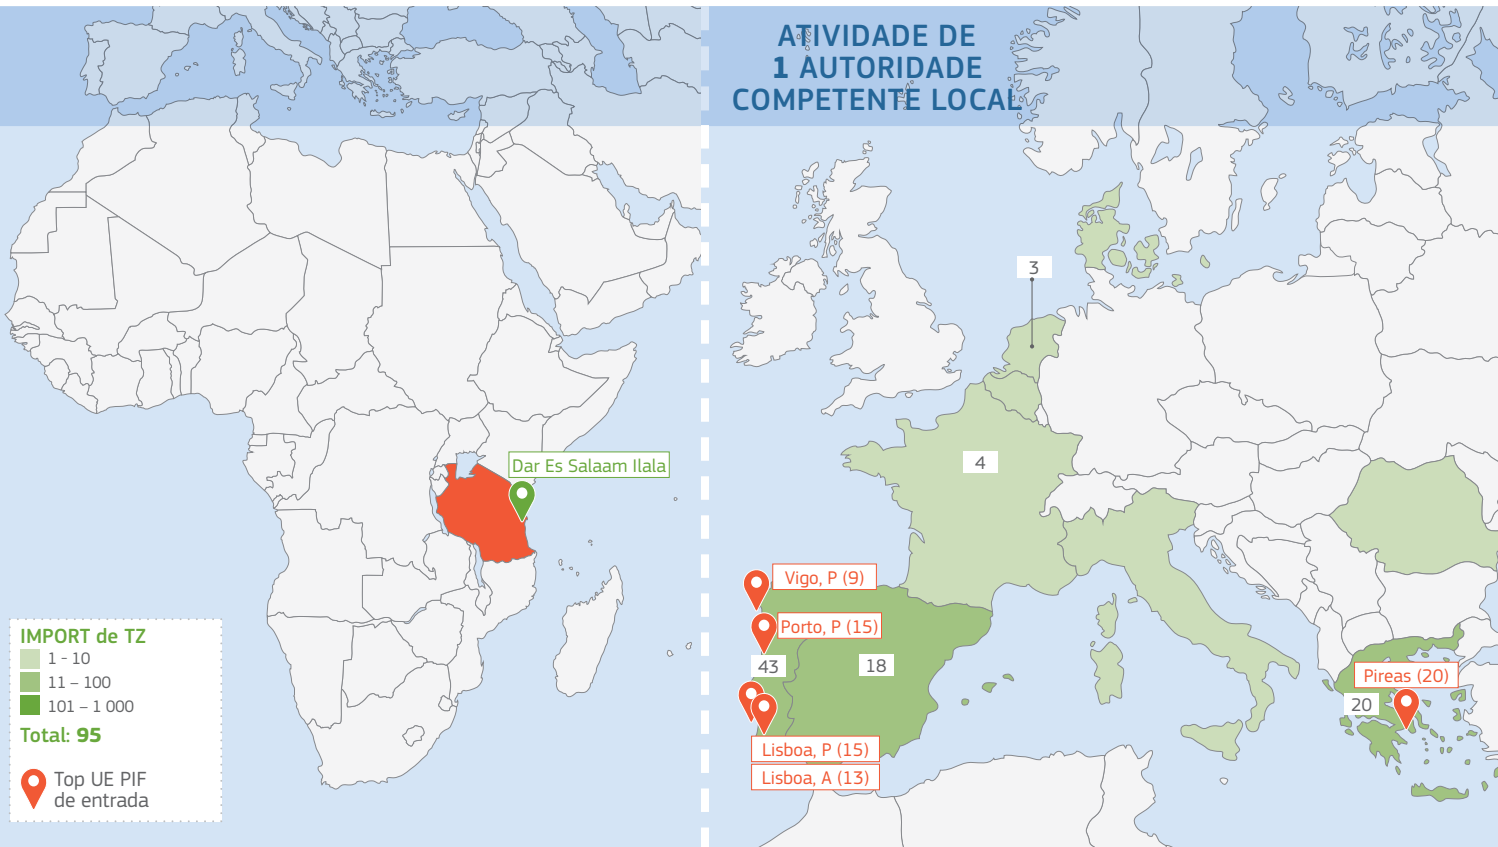 ATIVIDADE DE
1 AUTORIDADE
COMPETENTE LOCAL
3
4
Dar Es Salaam Ilala
Vigo, P (9)
Porto, P (15)
43
18
Pireas (20)
20
Lisboa, P (15)
Lisboa, A (13)
IMPORT de TZ
1 - 10
11 – 100
101 – 1 000
Total: 95
Top UE PIF
de entrada